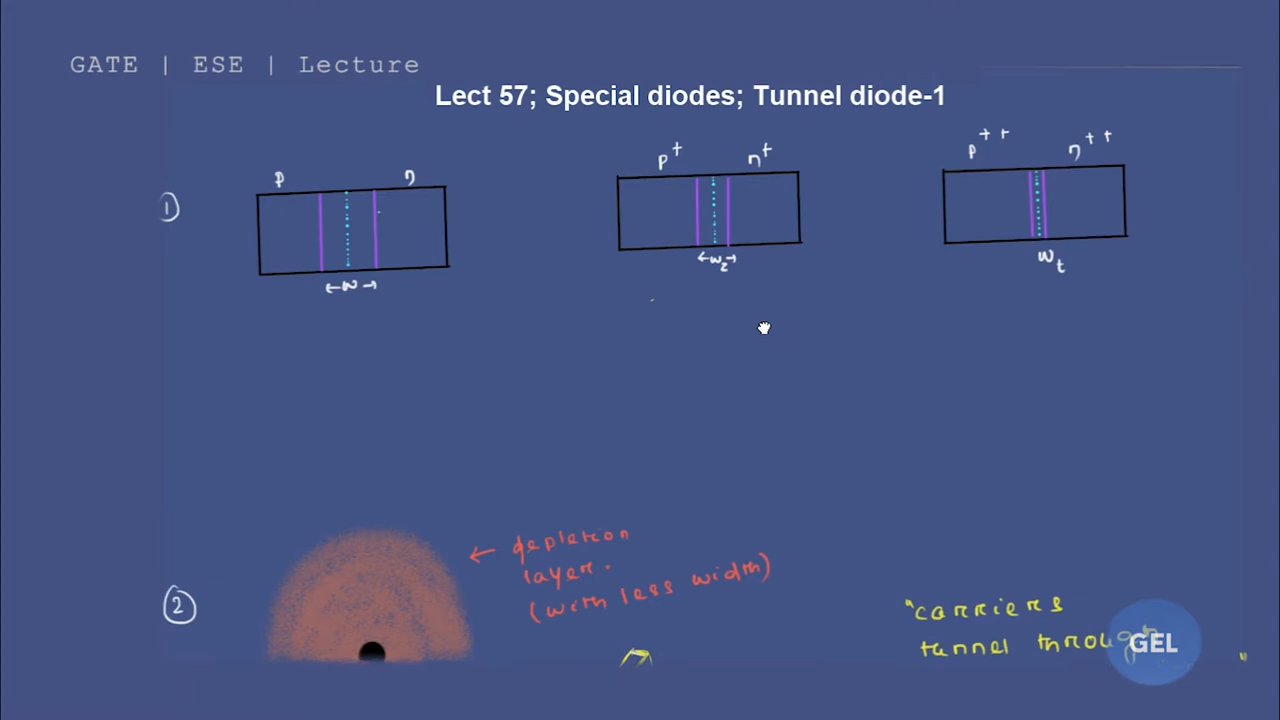 GATE | ESE | Lecture
Lect 57; Special diodes; Tunnel diode-1
p n
p+ n+
p++ n++
1
←w→
←w2→
wt
← depletion
layer.
(with less width)
2
"carriers
tunnel through
"
GEL